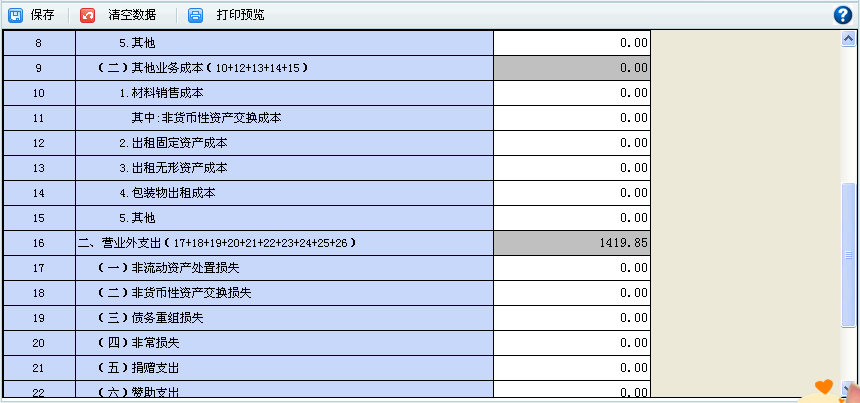 保存 清空数据 打印预览
8 5.其他 0.00
9 (二)其他业务成本(10+12+13+14+15) 0.00
10 1.材料销售成本 0.00
11 其中:非货币性资产交换成本 0.00
12 2.出租固定资产成本 0.00
13 3.出租无形资产成本 0.00
14 4.包装物出租成本 0.00
15 5.其他 0.00
16 二、营业外支出(17+18+19+20+21+22+23+24+25+26) 1419.85
17 (一)非流动资产处置损失 0.00
18 (二)非货币性资产交换损失 0.00
19 (三)债务重组损失 0.00
20 (四)非常损失 0.00
21 (五)捐赠支出 0.00
22 (六)赞助支出 0.00